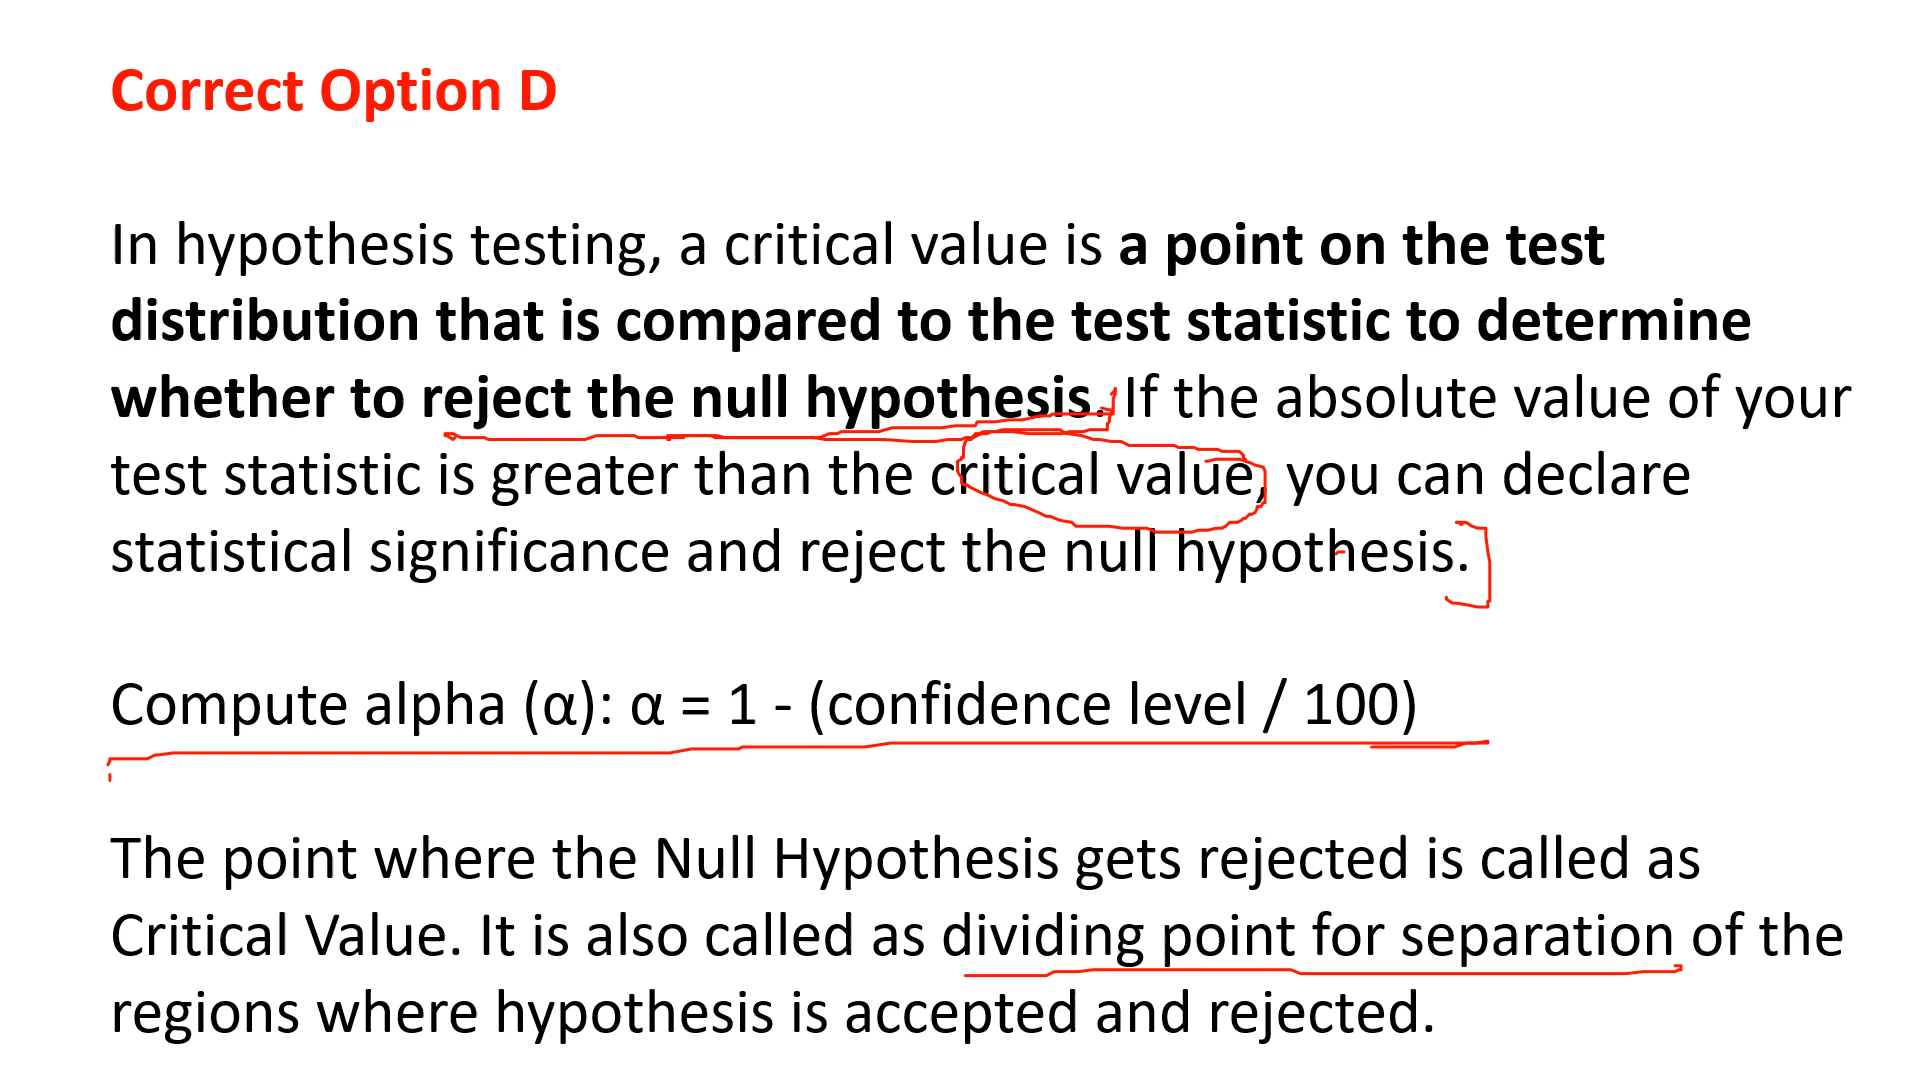 Correct Option D
In hypothesis testing, a critical value is a point on the test
distribution that is compared to the test statistic to determine
whether to reject the null hypothesis. If the absolute value of your
test statistic is greater than the critical value, you can declare
statistical significance and reject the null hypothesis.
Compute alpha (α): α = 1 - (confidence level / 100)
The point where the Null Hypothesis gets rejected is called as
Critical Value. It is also called as dividing point for separation of the
regions where hypothesis is accepted and rejected.